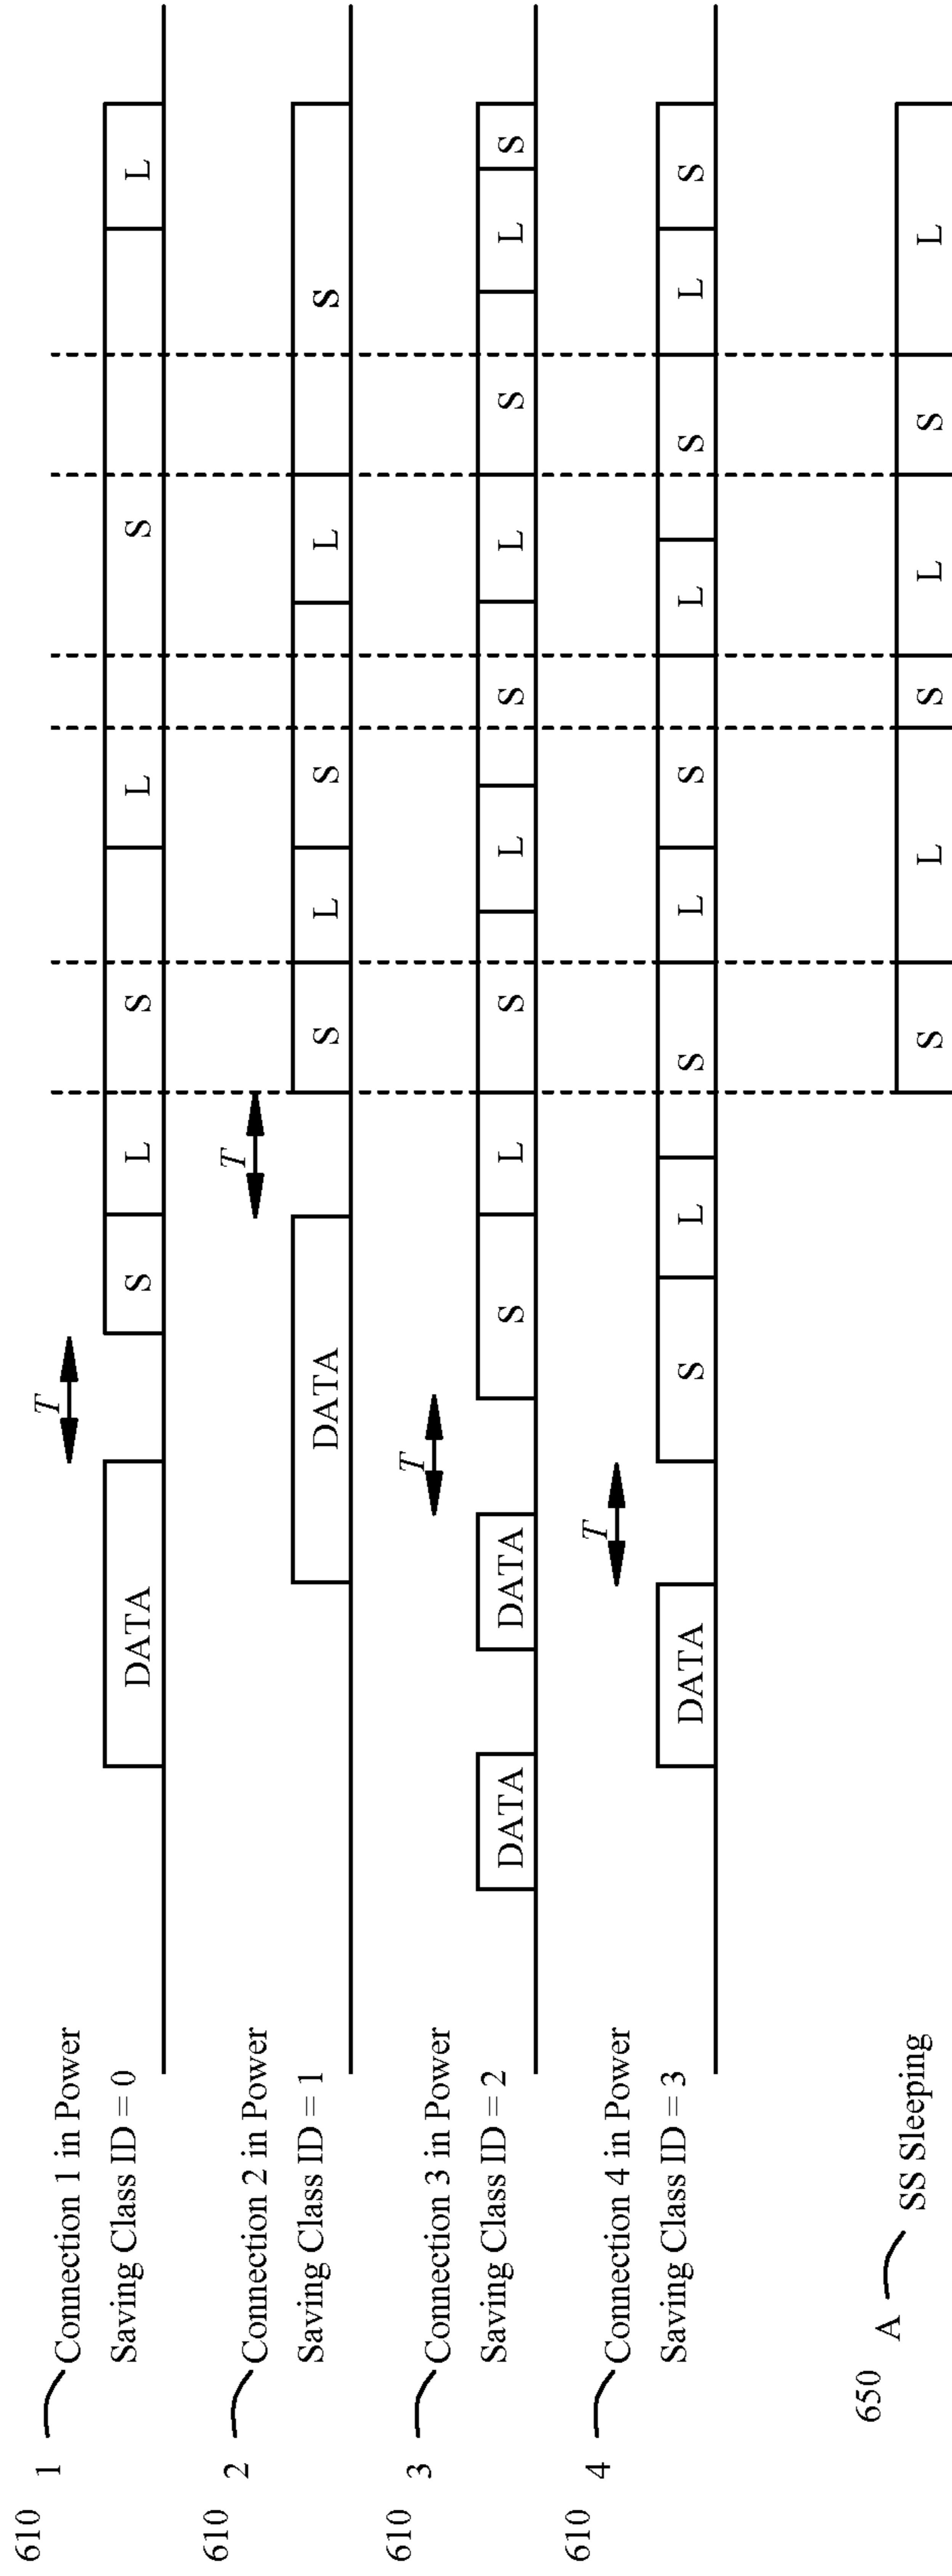 610 1 Connection 1 in Power T
Saving Class ID = 0 DATA S L S L S L
610 2 Connection 2 in Power T
Saving Class ID = 1 DATA S L S L S
610 3 Connection 3 in Power T
Saving Class ID = 2 DATA DATA S L S L S L S L S
610 4 Connection 4 in Power T
Saving Class ID = 3 DATA S L S L S L S L S
650 A SS Sleeping S L S L S L